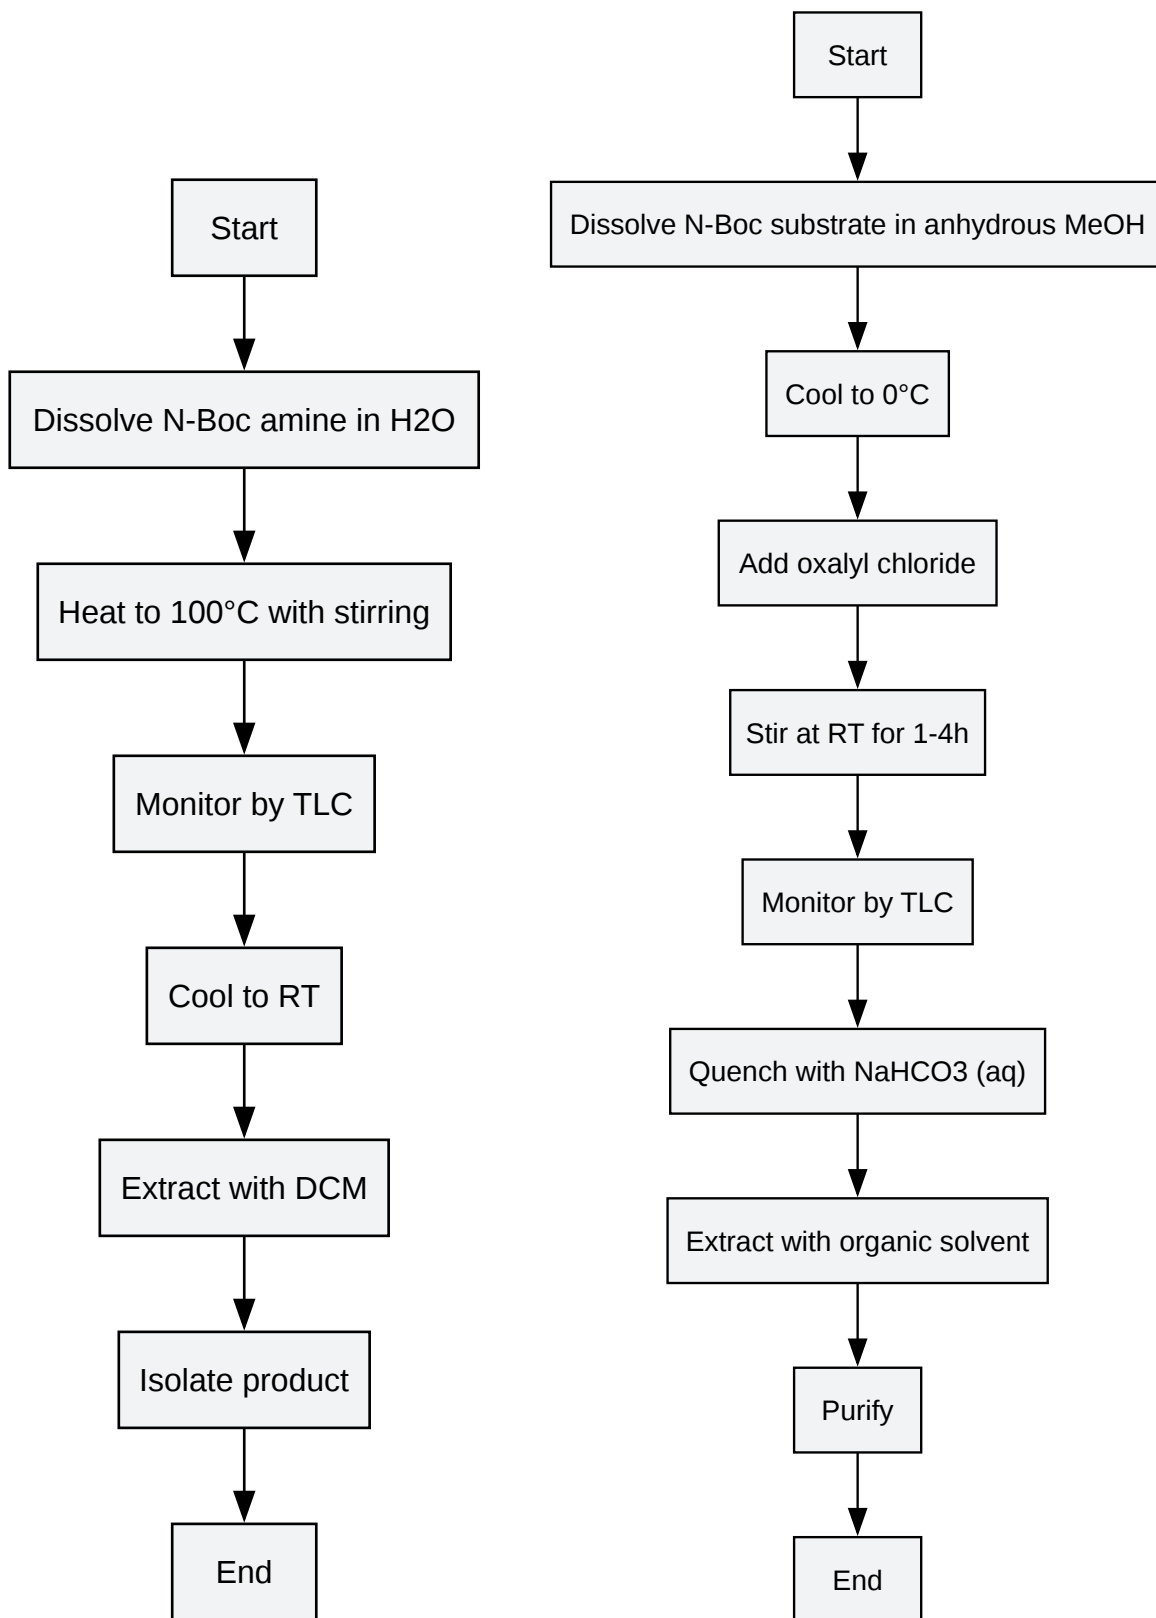 Start
Dissolve N-Boc amine in H2O
Heat to 100°C with stirring
Monitor by TLC
Cool to RT
Extract with DCM
Isolate product
End
Start
Dissolve N-Boc substrate in anhydrous MeOH
Cool to 0°C
Add oxalyl chloride
Stir at RT for 1-4h
Monitor by TLC
Quench with NaHCO3 (aq)
Extract with organic solvent
Purify
End